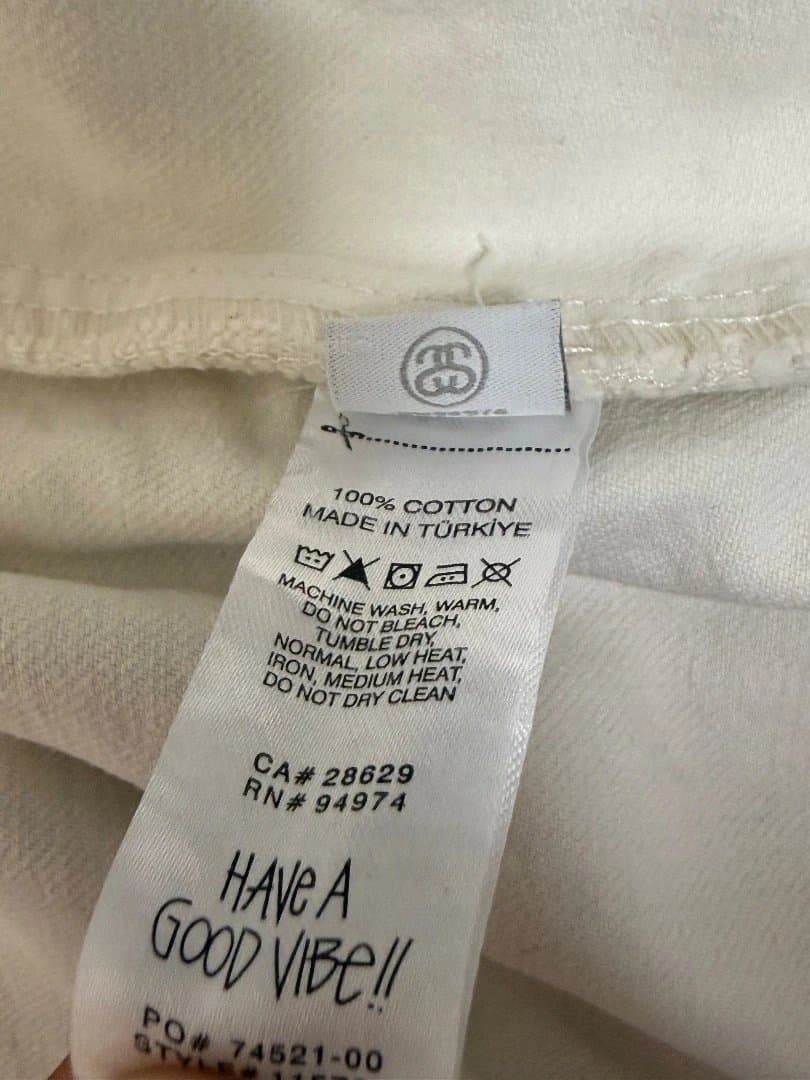 100% COTTON
MADE IN TÜRKİYE
MACHINE WASH, WARM,
DO NOT BLEACH,
TUMBLE DRY,
NORMAL, LOW HEAT,
IRON, MEDIUM HEAT,
DO NOT DRY CLEAN
CA# 28629
RN# 94974
HAVE A
GOOD VIBE!!
PO# 74521-00
STYLE#